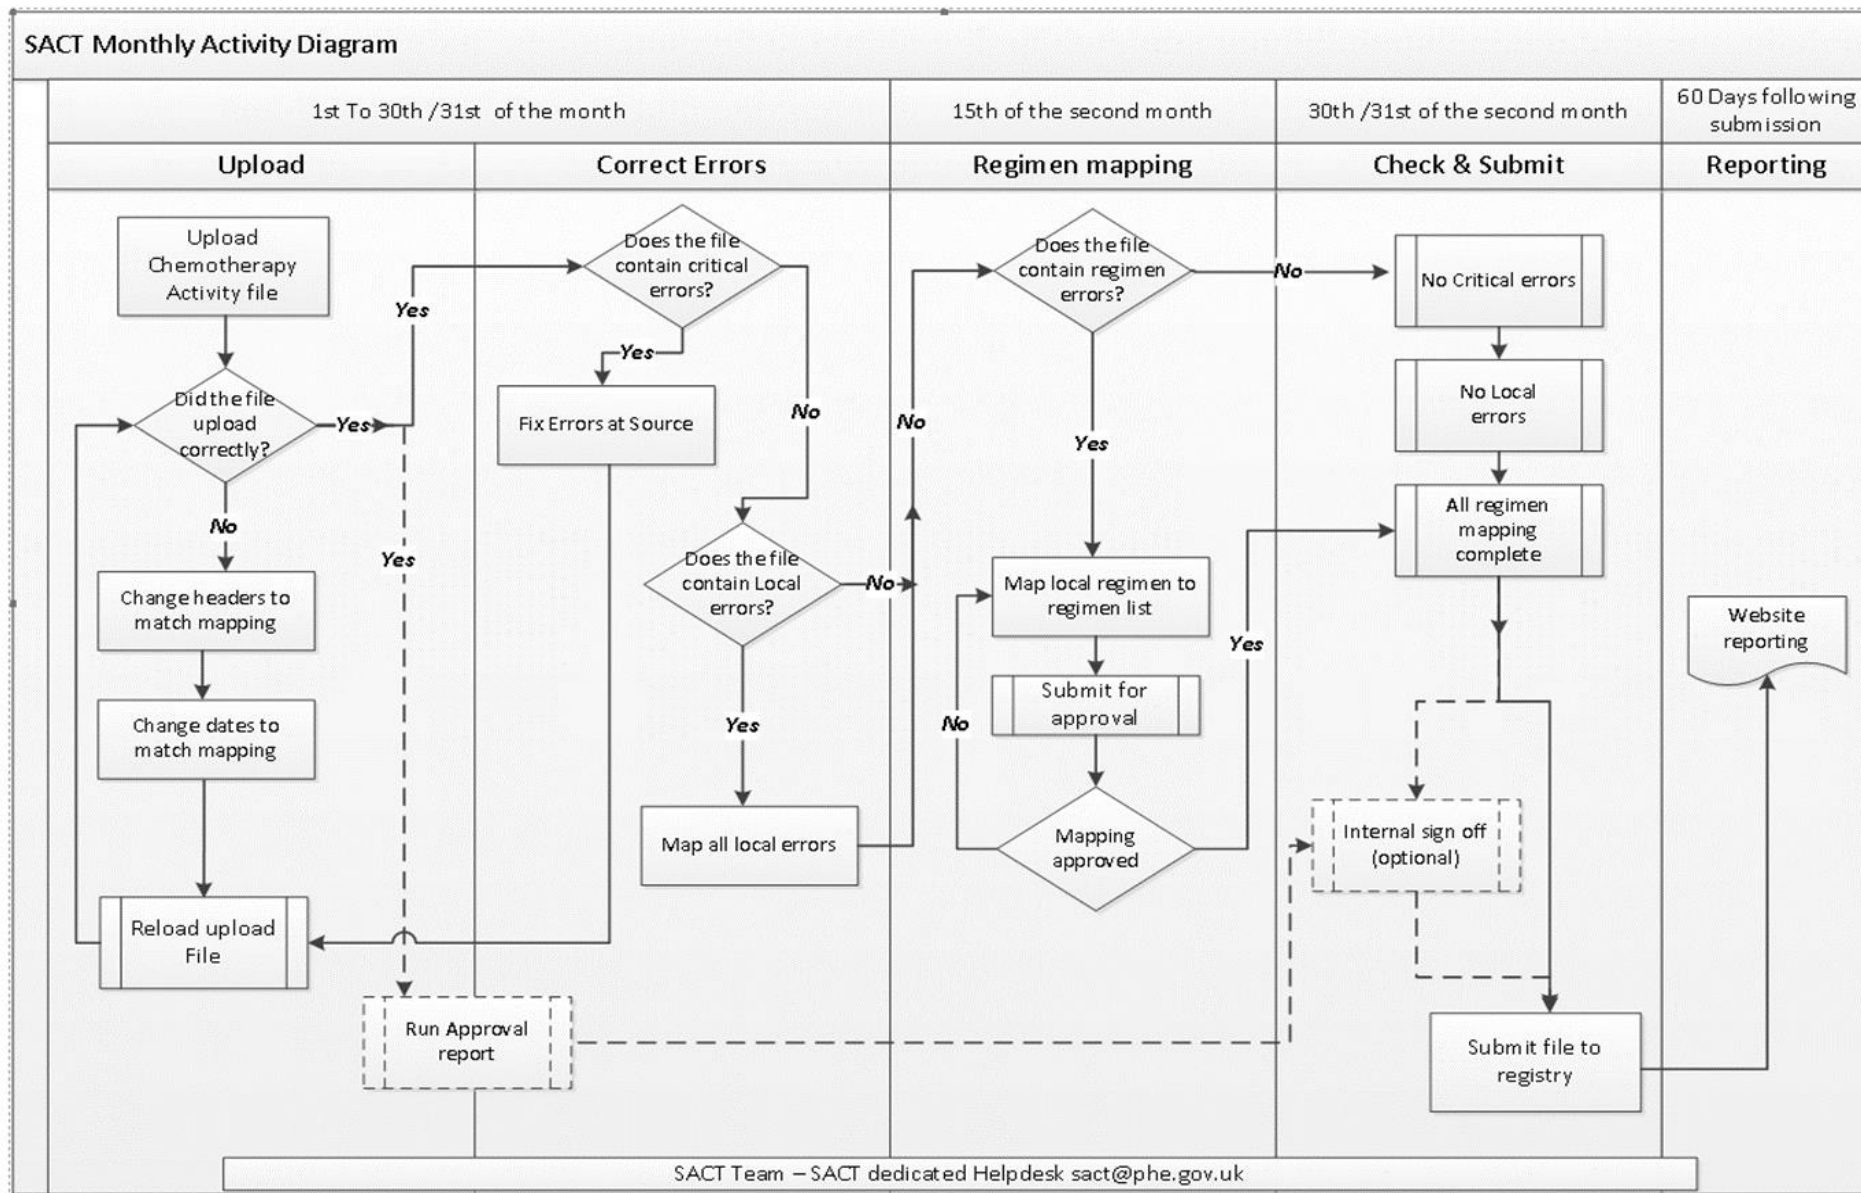 SACT Monthly Activity Diagram
1st To 30th /31st of the month
15th of the second month
30th /31st of the second month
60 Days following
submission
Upload
Correct Errors
Regimen mapping
Check & Submit
Reporting
Upload
Chemotherapy
Activity file
Did the file
upload
correctly?
Yes
Yes
Yes
No
Change headers to
match mapping
Change dates to
match mapping
Reload upload
File
Run Approval
report
Does the file
contain critical
errors?
Yes
No
Fix Errors at Source
Does the file
contain Local
errors?
No
No
Yes
Map all local errors
Does the file
contain regimen
errors?
No
Yes
Map local regimen to
regimen list
Submit for
approval
No
Yes
Mapping
approved
No Critical errors
No Local
errors
All regimen
mapping
complete
Internal sign off
(optional)
Submit file to
registry
Website
reporting
SACT Team – SACT dedicated Helpdesk sact@phe.gov.uk